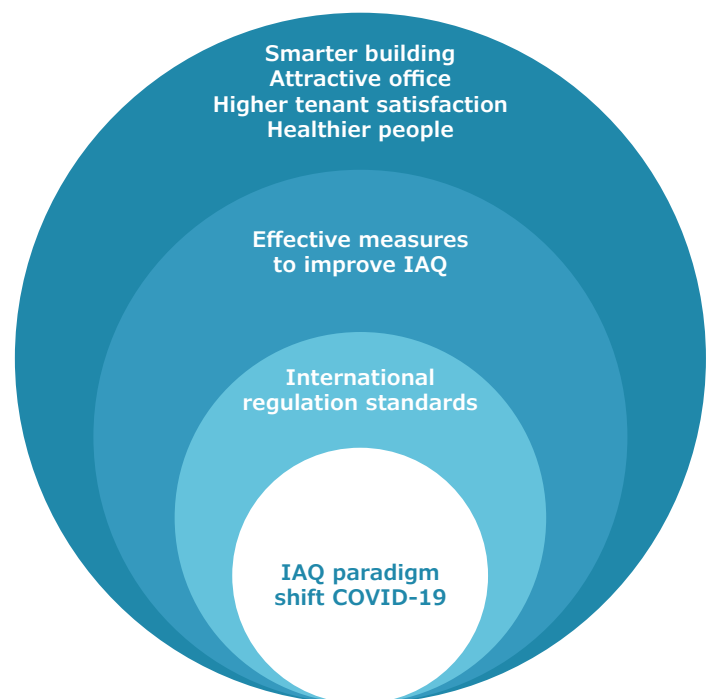 Smarter building
Attractive office
Higher tenant satisfaction
Healthier people
Effective measures
to improve IAQ
International
regulation standards
IAQ paradigm
shift COVID-19